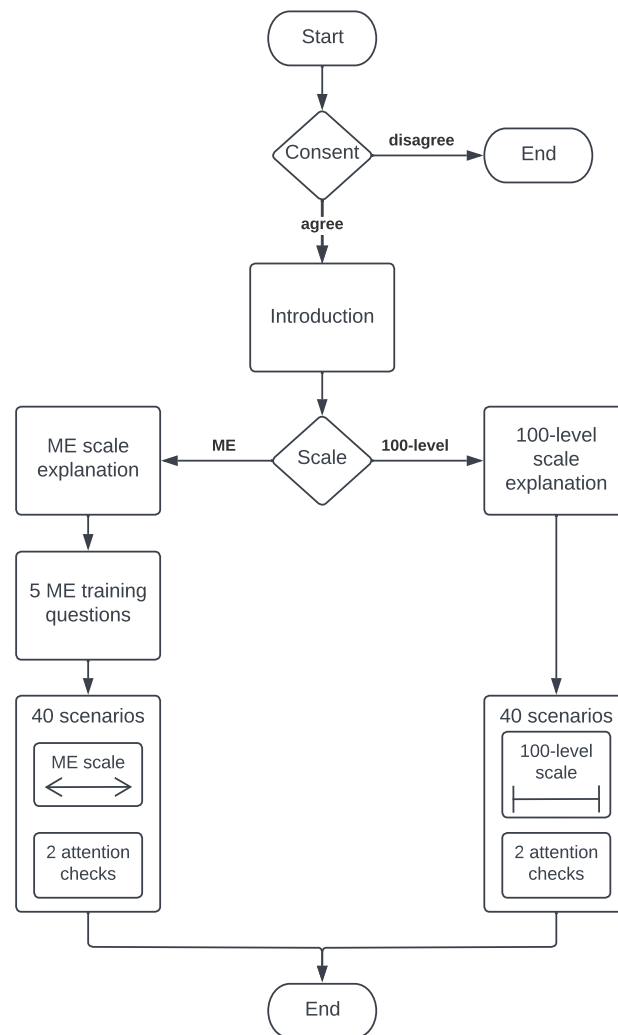 Start
Consent
disagree
End
agree
Introduction
ME scale
explanation
ME
Scale
100-level
100-level
scale
explanation
5 ME training
questions
40 scenarios
ME scale
2 attention
checks
40 scenarios
100-level
scale
2 attention
checks
End